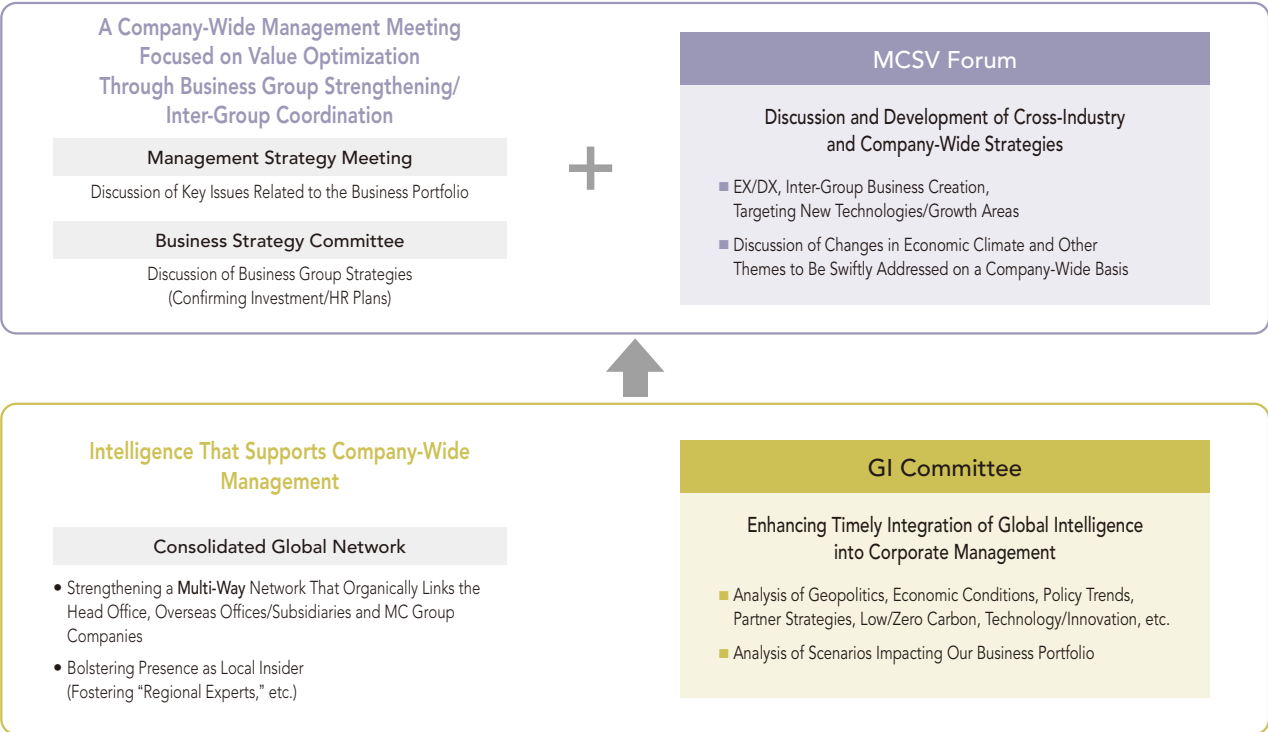 A Company-Wide Management Meeting
Focused on Value Optimization
Through Business Group Strengthening/
Inter-Group Coordination
Management Strategy Meeting
Discussion of Key Issues Related to the Business Portfolio
Business Strategy Committee
Discussion of Business Group Strategies
(Confirming Investment/HR Plans)
+
MCSV Forum
Discussion and Development of Cross-Industry
and Company-Wide Strategies
■ EX/DX, Inter-Group Business Creation,
Targeting New Technologies/Growth Areas
■ Discussion of Changes in Economic Climate and Other
Themes to Be Swiftly Addressed on a Company-Wide Basis
Intelligence That Supports Company-Wide
Management
Consolidated Global Network
• Strengthening a Multi-Way Network That Organically Links the
Head Office, Overseas Offices/Subsidiaries and MC Group
Companies
• Bolstering Presence as Local Insider
(Fostering “Regional Experts,” etc.)
GI Committee
Enhancing Timely Integration of Global Intelligence
into Corporate Management
■ Analysis of Geopolitics, Economic Conditions, Policy Trends,
Partner Strategies, Low/Zero Carbon, Technology/Innovation, etc.
■ Analysis of Scenarios Impacting Our Business Portfolio